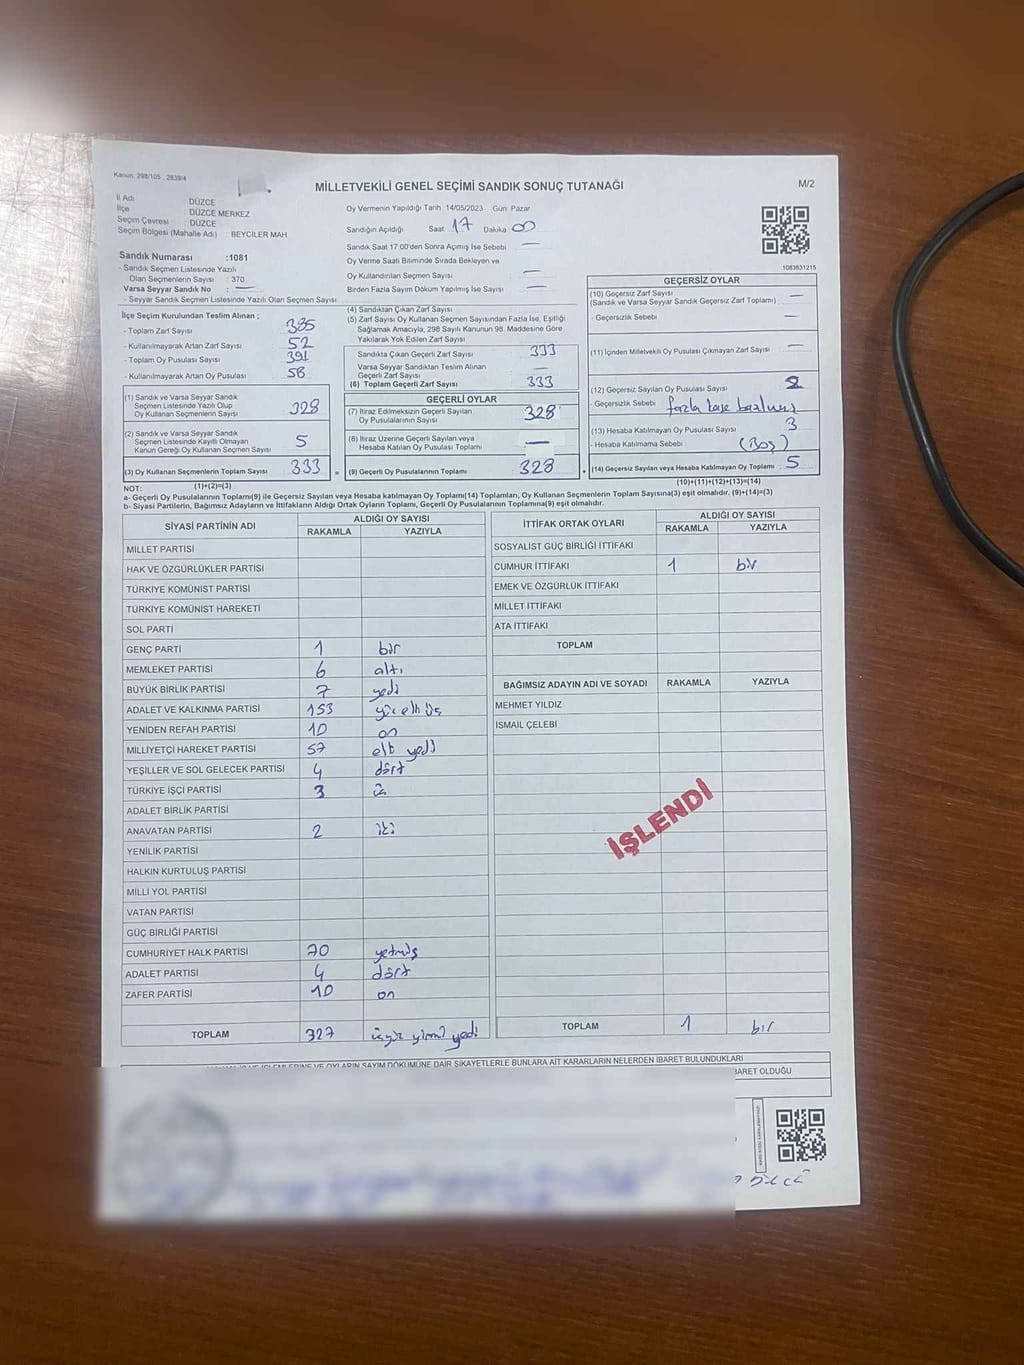 Kanun: 298/105 , 2839/4
MİLLETVEKİLİ GENEL SEÇİMİ SANDIK SONUÇ TUTANAĞI
M/2
İl Adı : DÜZCE
İlçe : DÜZCE MERKEZ
Seçim Çevresi : DÜZCE
Seçim Bölgesi (Mahalle Adı) : BEYCİLER MAH.
Sandık Numarası :1081
- Sandık Seçmen Listesinde Yazılı
Olan Seçmenlerin Sayısı : 370
Varsa Seyyar Sandık No : —
- Seyyar Sandık Seçmen Listesinde Yazılı Olan Seçmen Sayısı
Oy Vermenin Yapıldığı Tarih :14/05/2023 Gün Pazar
Sandığın Açıldığı Saat 17 Dakika 00
Sandık Saat 17:00'den Sonra Açmış İse Sebebi —
Oy Verme Saati Bitiminde Sırada Bekleyen ve
Oy Kullandırılan Seçmen Sayısı —
Birden Fazla Sayım Döküm Yapılmış İse Sayısı —
1083631215
İlçe Seçim Kurulundan Teslim Alınan ;
- Toplam Zarf Sayısı 385
- Kullanılmayarak Artan Zarf Sayısı 52
- Toplam Oy Pusulası Sayısı 391
- Kullanılmayarak Artan Oy Pusulası 58
(1) Sandık ve Varsa Seyyar Sandık
Seçmen Listesinde Yazılı Olup
Oy Kullanan Seçmenlerin Sayısı 328
(2) Sandık ve Varsa Seyyar Sandık
Seçmen Listesinde Kayıtlı Olmayan
Kanun Gereği Oy Kullanan Seçmen Sayısı 5
(3) Oy Kullanan Seçmenlerin Toplam Sayısı 333
(4) Sandıktan Çıkan Zarf Sayısı
(5) Zarf Sayısı Oy Kullanan Seçmen Sayısından Fazla İse, Eşitliği
Sağlamak Amacıyla, 298 Sayılı Kanunun 98. Maddesine Göre
Yakılarak Yok Edilen Zarf Sayısı
Sandıkta Çıkan Geçerli Zarf Sayısı 333
Varsa Seyyar Sandıktan Teslim Alınan
Geçerli Zarf Sayısı —
(6) Toplam Geçerli Zarf Sayısı 333
GEÇERLİ OYLAR
(7) İtiraz Edilmeksizin Geçerli Sayılan
Oy Pusulalarının Sayısı 328
(8) İtiraz Üzerine Geçerli Sayılan veya
Hesaba Katılan Oy Pusulası Toplamı —
= (9) Geçerli Oy Pusulalarının Toplamı 328
GEÇERSİZ OYLAR
(10) Geçersiz Zarf Sayısı —
(Sandık ve Varsa Seyyar Sandık Geçersiz Zarf Toplamı)
- Geçersizlik Sebebi : —
(11) İçinden Milletvekili Oy Pusulası Çıkmayan Zarf Sayısı —
(12) Geçersiz Sayılan Oy Pusulası Sayısı 2
- Geçersizlik Sebebi : fazla kaşe basılmış
(13) Hesaba Katılmayan Oy Pusulası Sayısı 3
- Hesaba Katılmama Sebebi : (Boş)
+ (14) Geçersiz Sayılan veya Hesaba Katılmayan Oy Toplamı 5
NOT: (1)+(2)=(3)
(10)+(11)+(12)+(13)=(14)
a- Geçerli Oy Pusulalarının Toplamı(9) ile Geçersiz Sayılan veya Hesaba katılmayan Oy Toplamı(14) Toplamları, Oy Kullanan Seçmenlerin Toplam Sayısına(3) eşit olmalıdır. (9)+(14)=(3)
b- Siyasi Partilerin, Bağımsız Adayların ve İttifakların Aldığı Ortak Oyların Toplamı, Geçerli Oy Pusulalarının Toplamına(9) eşit olmalıdır.
SİYASİ PARTİNİN ADI ALDIĞI OY SAYISI
RAKAMLA YAZIYLA
MİLLET PARTİSİ
HAK VE ÖZGÜRLÜKLER PARTİSİ
TÜRKİYE KOMÜNİST PARTİSİ
TÜRKİYE KOMÜNİST HAREKETİ
SOL PARTİ
GENÇ PARTİ 1 bir
MEMLEKET PARTİSİ 6 altı
BÜYÜK BİRLİK PARTİSİ 7 yedi
ADALET VE KALKINMA PARTİSİ 153 yüz elli üç
YENİDEN REFAH PARTİSİ 10 on
MİLLİYETÇİ HAREKET PARTİSİ 57 elli yedi
YEŞİLLER VE SOL GELECEK PARTİSİ 4 dört
TÜRKİYE İŞÇİ PARTİSİ 3 üç
ADALET BİRLİK PARTİSİ
ANAVATAN PARTİSİ 2 iki
YENİLİK PARTİSİ
HALKIN KURTULUŞ PARTİSİ
MİLLİ YOL PARTİSİ
VATAN PARTİSİ
GÜÇ BİRLİĞİ PARTİSİ
CUMHURİYET HALK PARTİSİ 70 yetmiş
ADALET PARTİSİ 4 dört
ZAFER PARTİSİ 10 on
TOPLAM 327 üçyüz yirmi yedi
İTTİFAK ORTAK OYLARI ALDIĞI OY SAYISI
RAKAMLA YAZIYLA
SOSYALİST GÜÇ BİRLİĞİ İTTİFAKI
CUMHUR İTTİFAKI 1 bir
EMEK VE ÖZGÜRLÜK İTTİFAKI
MİLLET İTTİFAKI
ATA İTTİFAKI
TOPLAM
BAĞIMSIZ ADAYIN ADI VE SOYADI RAKAMLA YAZIYLA
MEHMET YILDIZ
İSMAİL ÇELEBİ
İŞLENDİ
TOPLAM 1 bir
OYLARIN SAYIM DÖKÜMÜNE DAİR ŞİKAYETLERLE BUNLARA AİT KARARLARIN NELERDEN İBARET BULUNDUKLARI
İBARET OLDUĞU